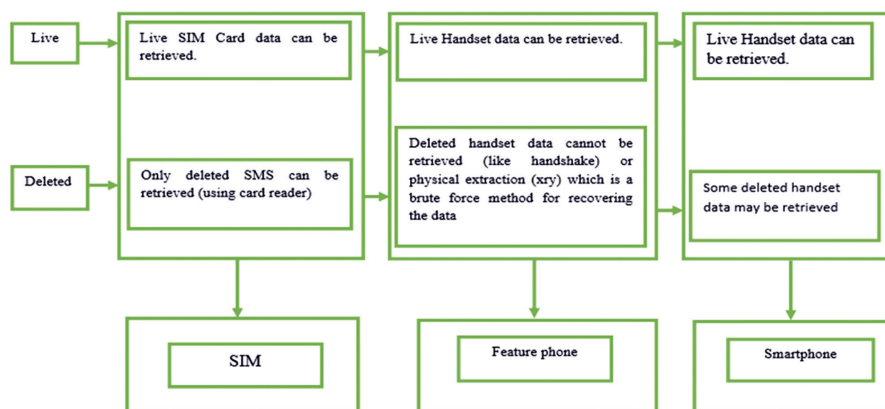 Live
Live SIM Card data can be
retrieved.
Live Handset data can be retrieved.
Live Handset data can
be retrieved.
Deleted
Only deleted SMS can be
retrieved (using card reader)
Deleted handset data cannot be
retrieved (like handshake) or
physical extraction (xry) which is a
brute force method for recovering
the data
Some deleted handset
data may be retrieved
SIM
Feature phone
Smartphone